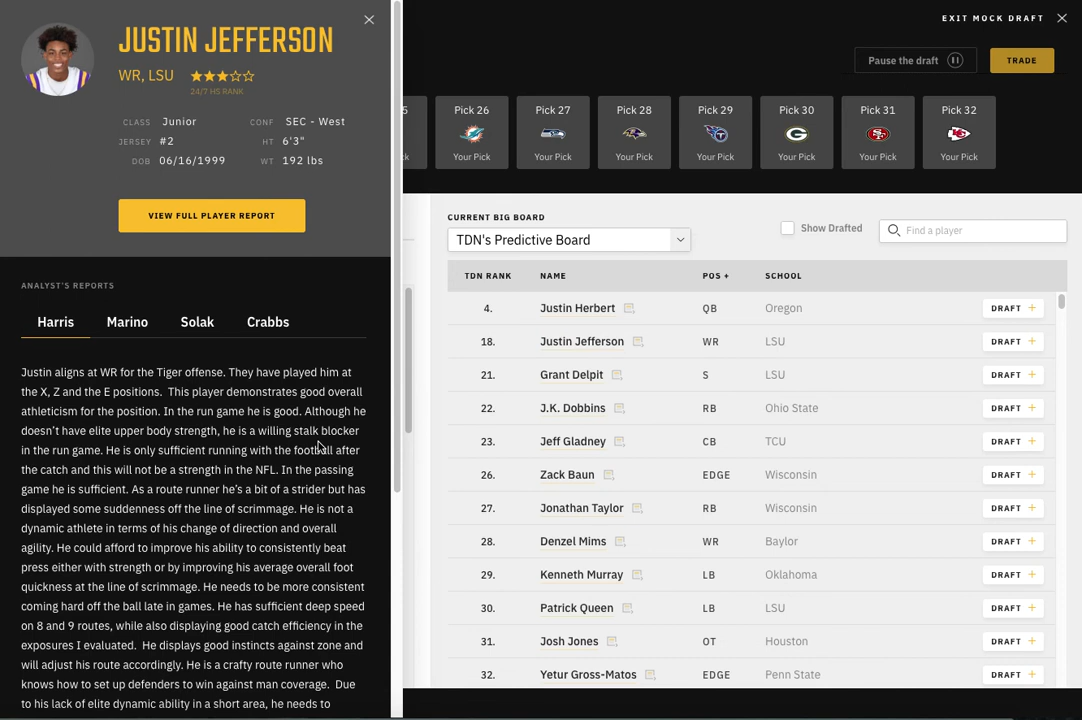 JUSTIN JEFFERSON
WR, LSU
24/7 HS RANK
CLASS Junior
CONF SEC - West
JERSEY #2
HT 6'3"
DOB 06/16/1999
WT 192 lbs
VIEW FULL PLAYER REPORT
ANALYST'S REPORTS
Harris Marino Solak Crabbs
Justin aligns at WR for the Tiger offense. They have played him at
the X, Z and the E positions. This player demonstrates good overall
athleticism for the position. In the run game he is good. Although he
doesn't have elite upper body strength, he is a willing stalk blocker
in the run game. He is only sufficient running with the football after
the catch and this will not be a strength in the NFL. In the passing
game he is sufficient. As a route runner he's a bit of a strider but has
displayed some suddenness off the line of scrimmage. He is not a
dynamic athlete in terms of his change of direction and overall
agility. He could afford to improve his ability to consistently beat
press either with strength or by improving his average overall foot
quickness at the line of scrimmage. He needs to be more consistent
coming hard off the ball late in games. He has sufficient deep speed
on 8 and 9 routes, while also displaying good catch efficiency in the
exposures I evaluated. He displays good instincts against zone and
will adjust his route accordingly. He is a crafty route runner who
knows how to set up defenders to win against man coverage. Due
to his lack of elite dynamic ability in a short area, he needs to
EXIT MOCK DRAFT
Pause the draft
TRADE
5 Pick 26 Pick 27 Pick 28 Pick 29 Pick 30 Pick 31 Pick 32
ck Your Pick Your Pick Your Pick Your Pick Your Pick Your Pick Your Pick
CURRENT BIG BOARD
TDN's Predictive Board
Show Drafted
Find a player
TDN RANK NAME POS + SCHOOL
4. Justin Herbert QB Oregon DRAFT +
18. Justin Jefferson WR LSU DRAFT +
21. Grant Delpit S LSU DRAFT +
22. J.K. Dobbins RB Ohio State DRAFT +
23. Jeff Gladney CB TCU DRAFT +
26. Zack Baun EDGE Wisconsin DRAFT +
27. Jonathan Taylor RB Wisconsin DRAFT +
28. Denzel Mims WR Baylor DRAFT +
29. Kenneth Murray LB Oklahoma DRAFT +
30. Patrick Queen LB LSU DRAFT +
31. Josh Jones OT Houston DRAFT +
32. Yetur Gross-Matos EDGE Penn State DRAFT +